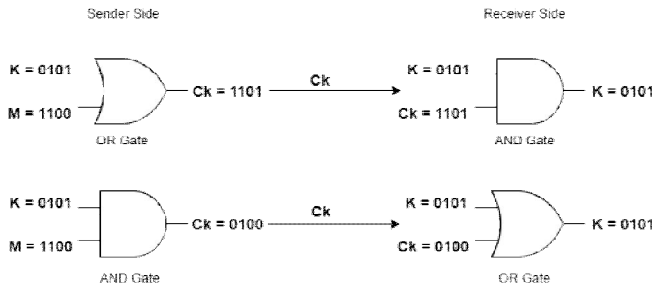 Sender Side
Receiver Side
K = 0101
M = 1100
Ck = 1101
OR Gate
Ck
K = 0101
Ck = 1101
K = 0101
AND Gate
K = 0101
M = 1100
Ck = 0100
AND Gate
Ck
K = 0101
Ck = 0100
K = 0101
OR Gate